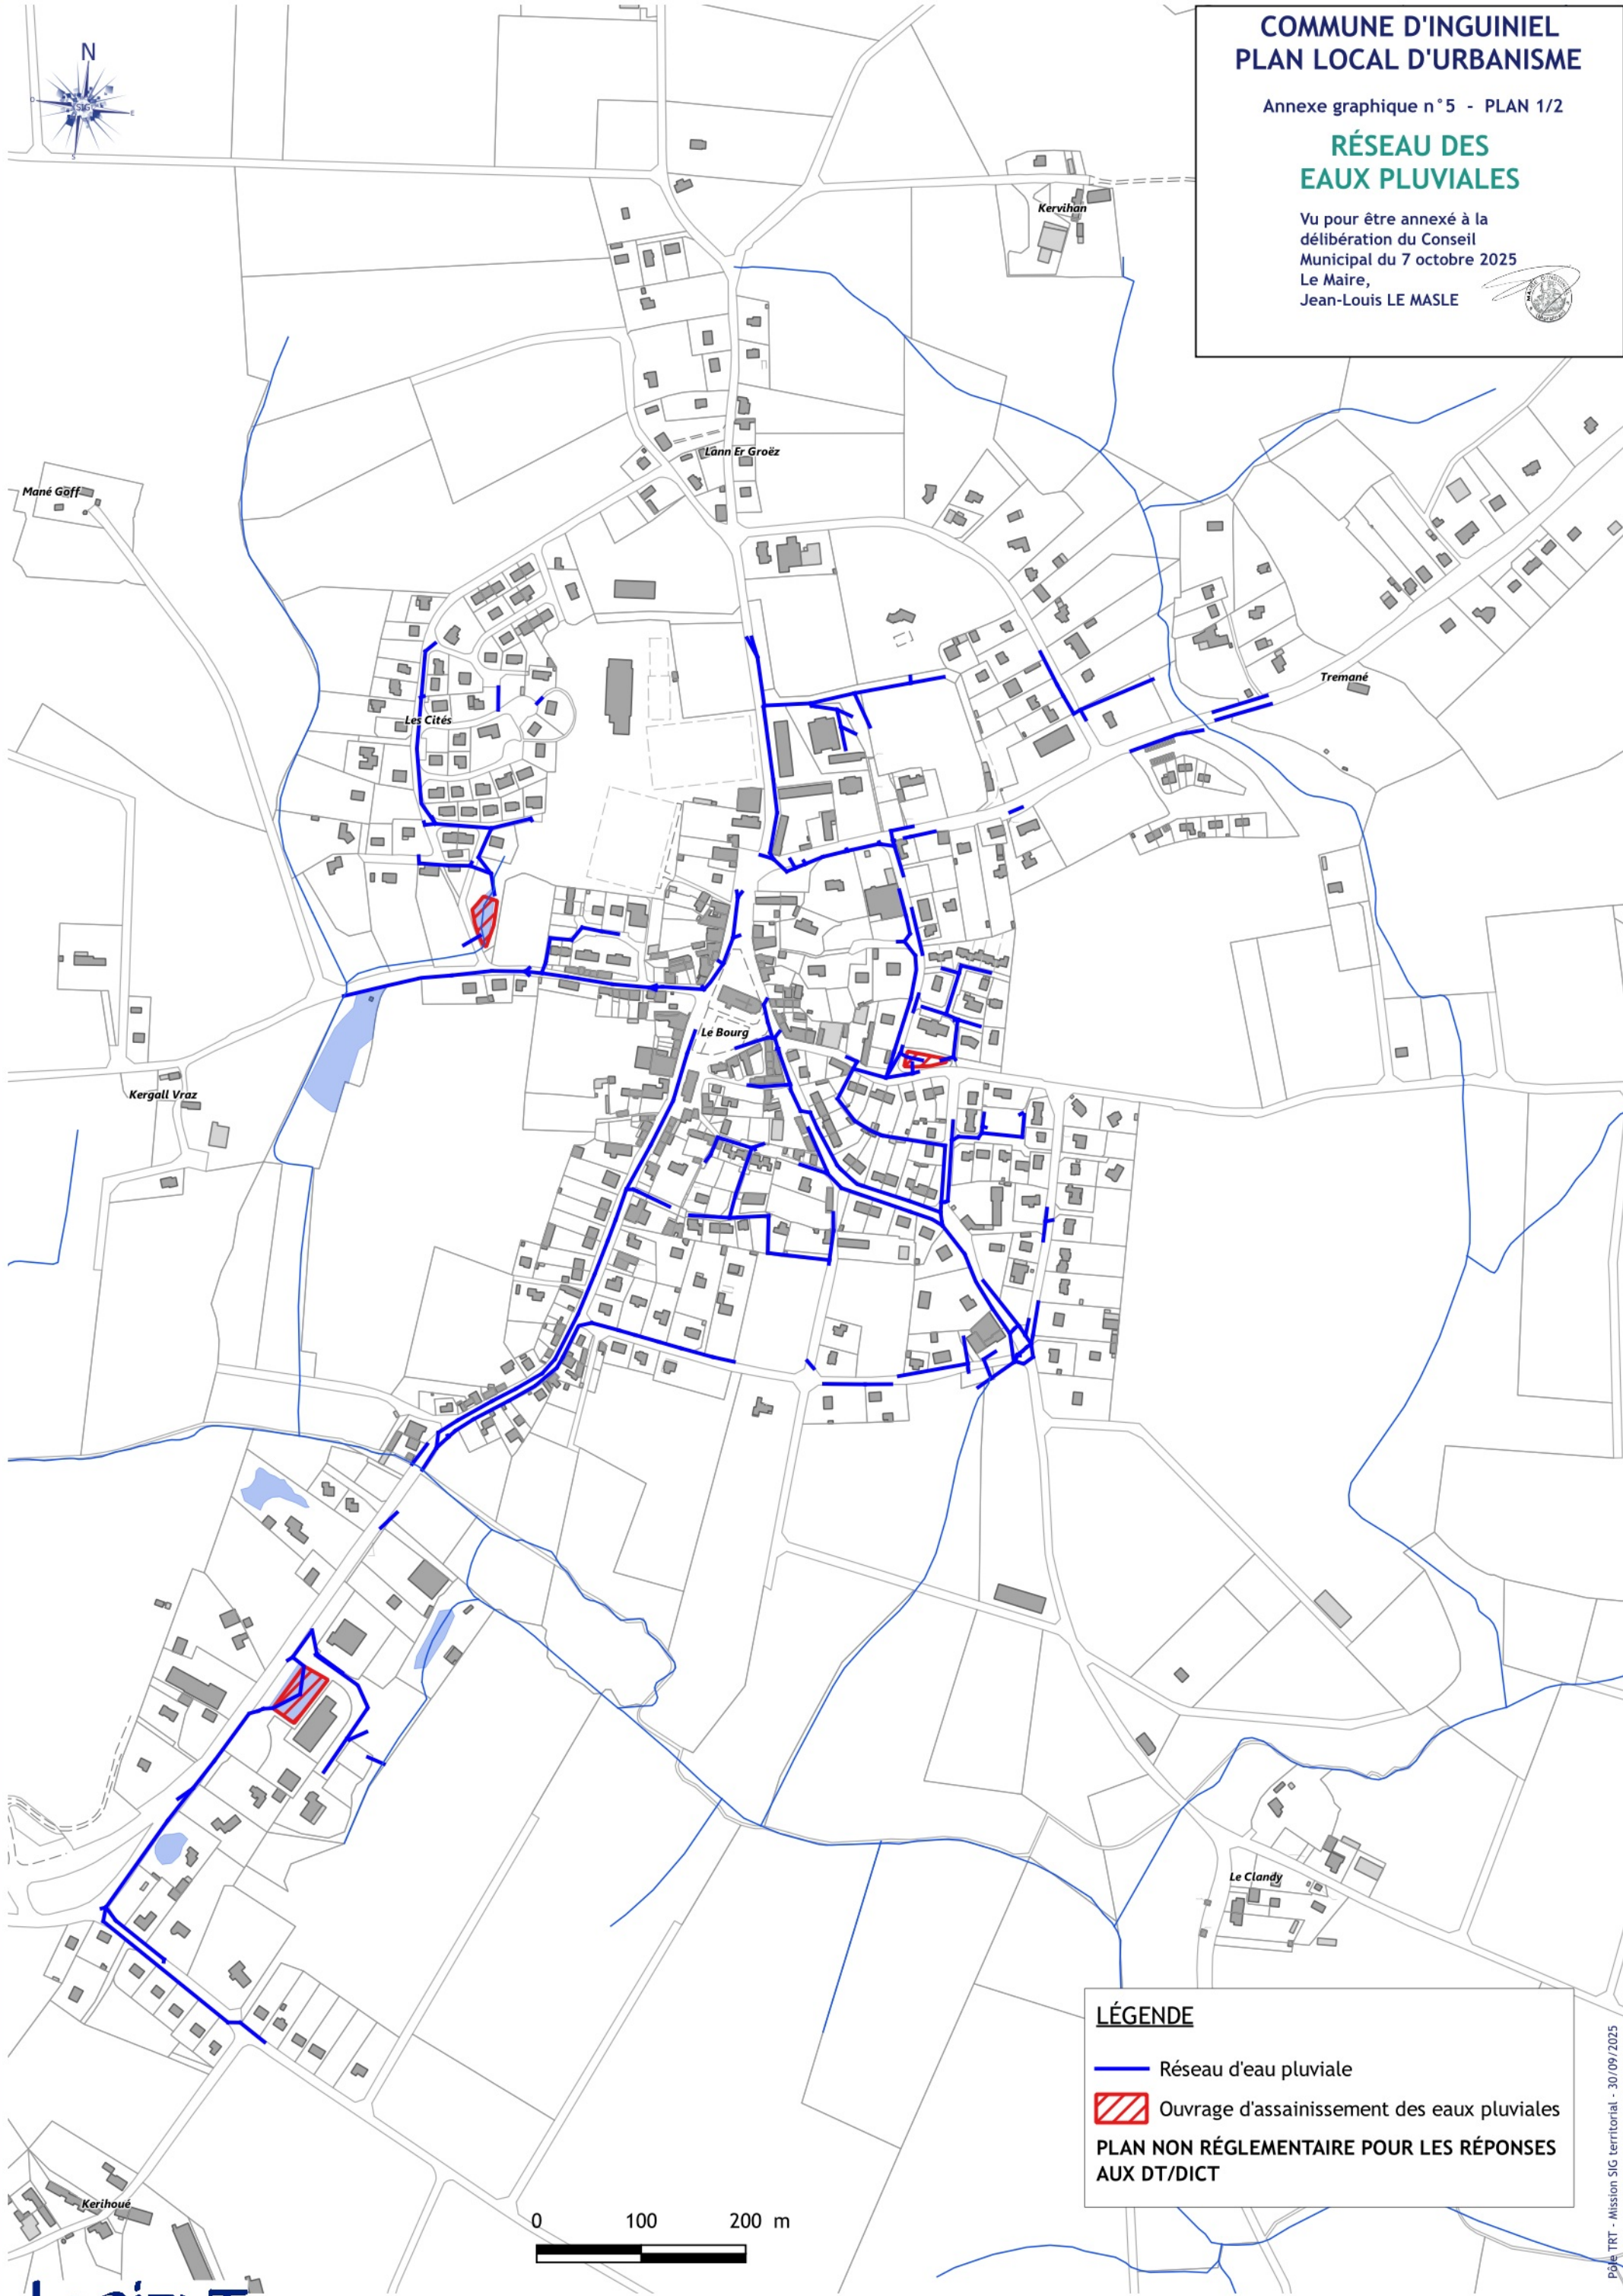 COMMUNE D'INGUINIEL
PLAN LOCAL D'URBANISME
Annexe graphique n°5 - PLAN 1/2
RÉSEAU DES
EAUX PLUVIALES
Vu pour être annexé à la
délibération du Conseil
Municipal du 7 octobre 2025
Le Maire,
Jean-Louis LE MASLE
N
O
SIG
E
S
Kervihan
Lann Er Groëz
Mané Goff
Tremané
Les Cités
Le Bourg
Kergall Vraz
Le Clandy
Kerihoué
LÉGENDE
Réseau d'eau pluviale
Ouvrage d'assainissement des eaux pluviales
PLAN NON RÉGLEMENTAIRE POUR LES RÉPONSES
AUX DT/DICT
0 100 200 m
Pôle TRT - Mission SIG territorial - 30/09/2025